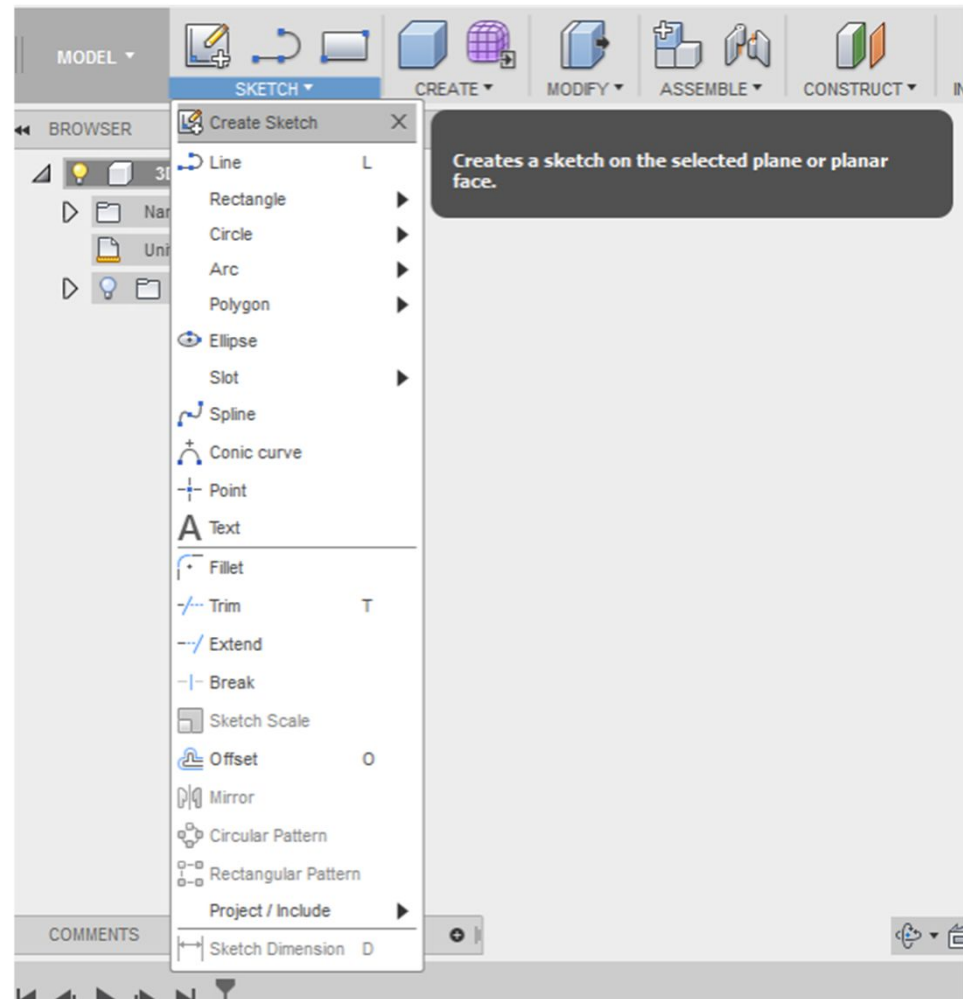 MODEL
SKETCH
CREATE
MODIFY
ASSEMBLE
CONSTRUCT
BROWSER
Create Sketch
Creates a sketch on the selected plane or planar
face.
Line L
Rectangle
Circle
Arc
Polygon
Ellipse
Slot
Spline
Conic curve
Point
A Text
Fillet
Trim T
Extend
Break
Sketch Scale
Offset O
Mirror
Circular Pattern
Rectangular Pattern
Project / Include
COMMENTS
Sketch Dimension D